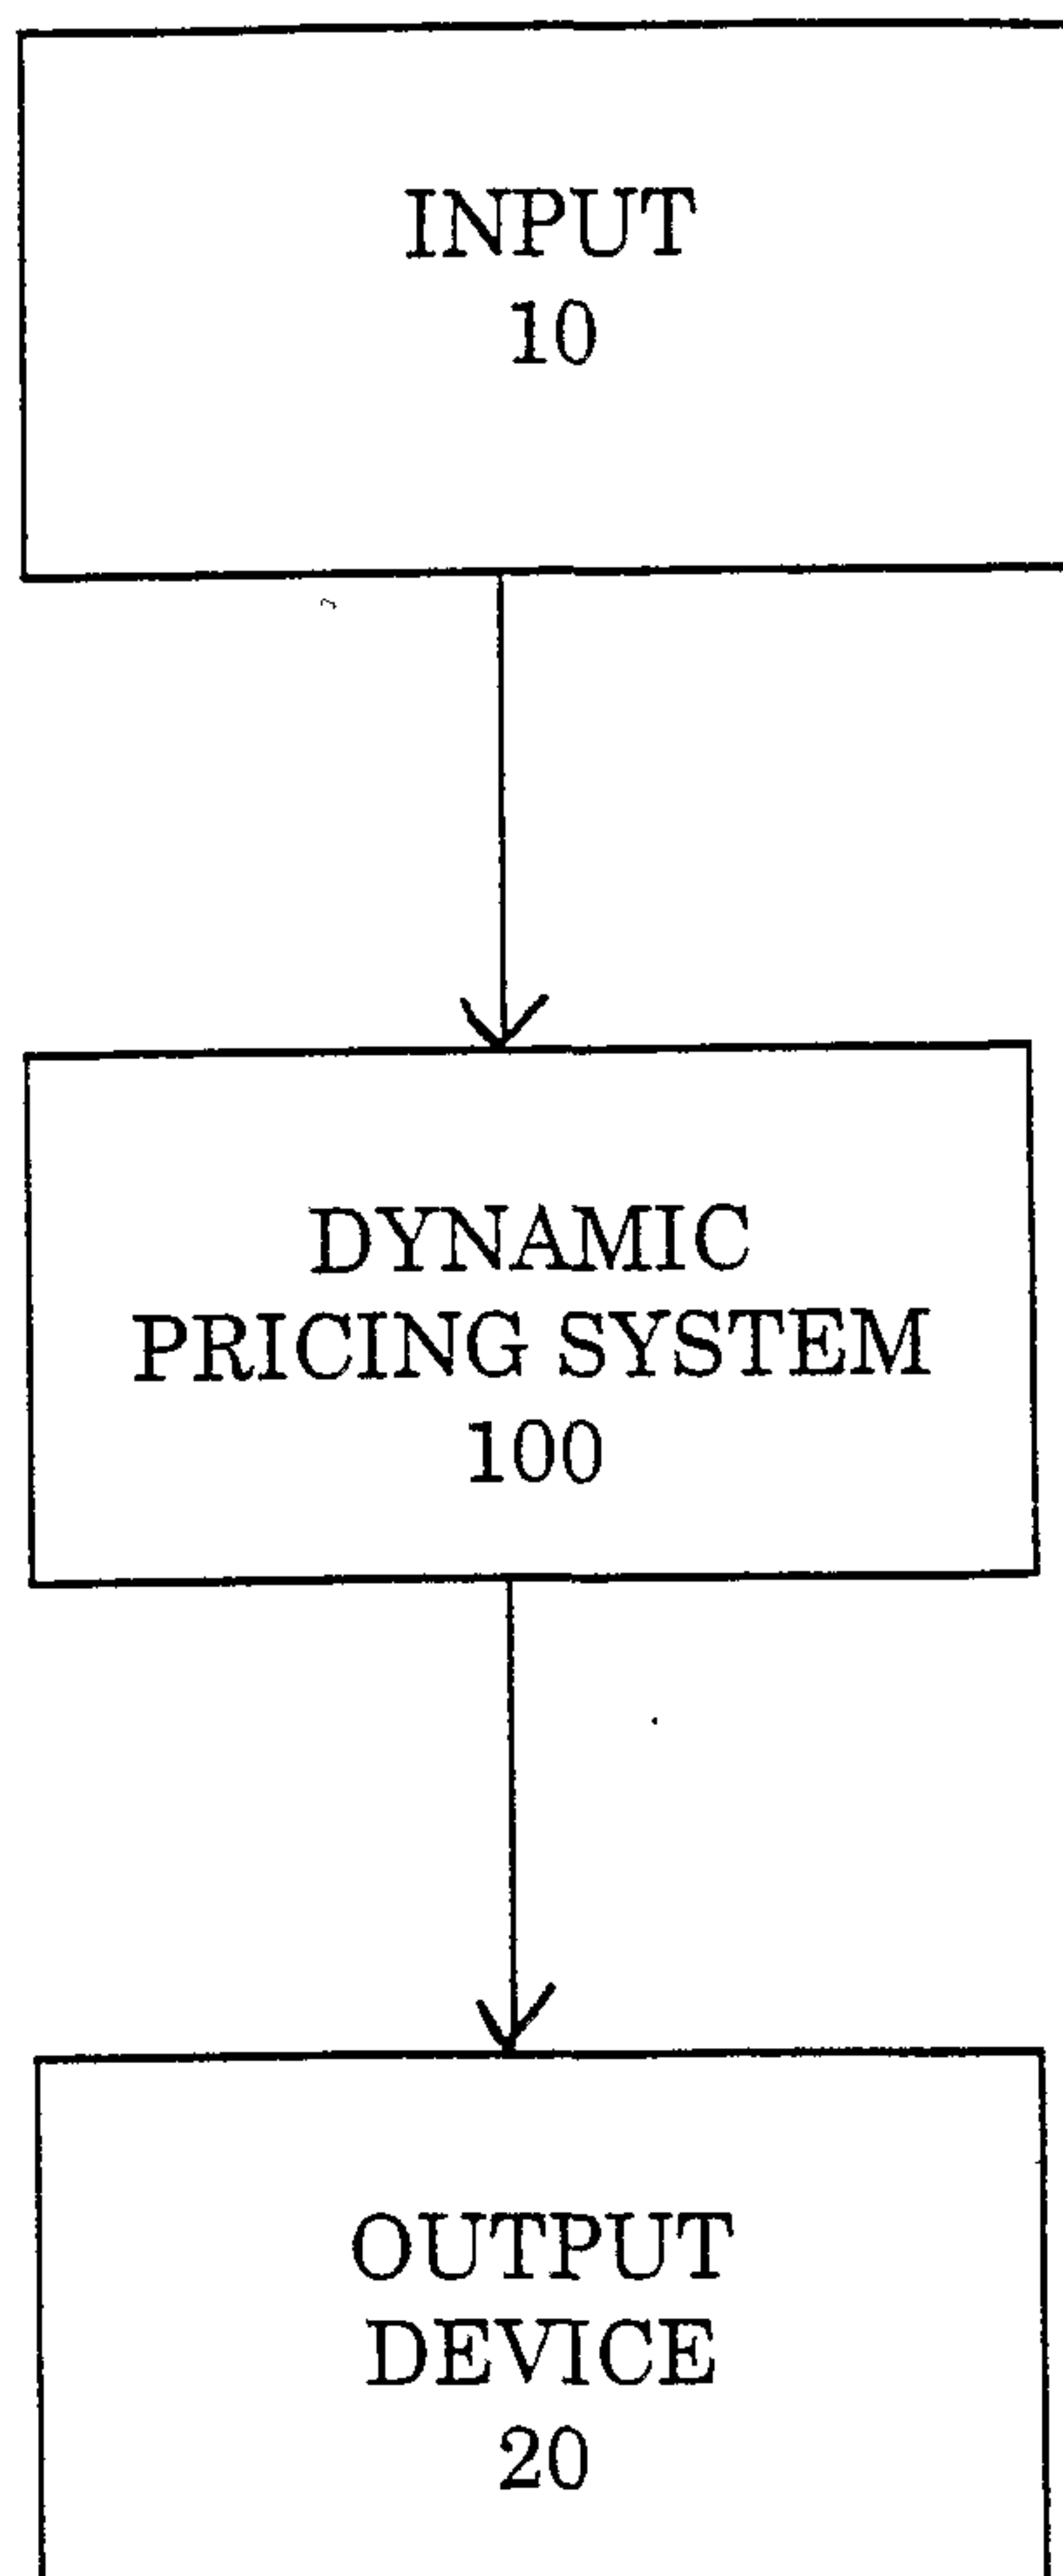 INPUT
10
DYNAMIC
PRICING SYSTEM
100
OUTPUT
DEVICE
20